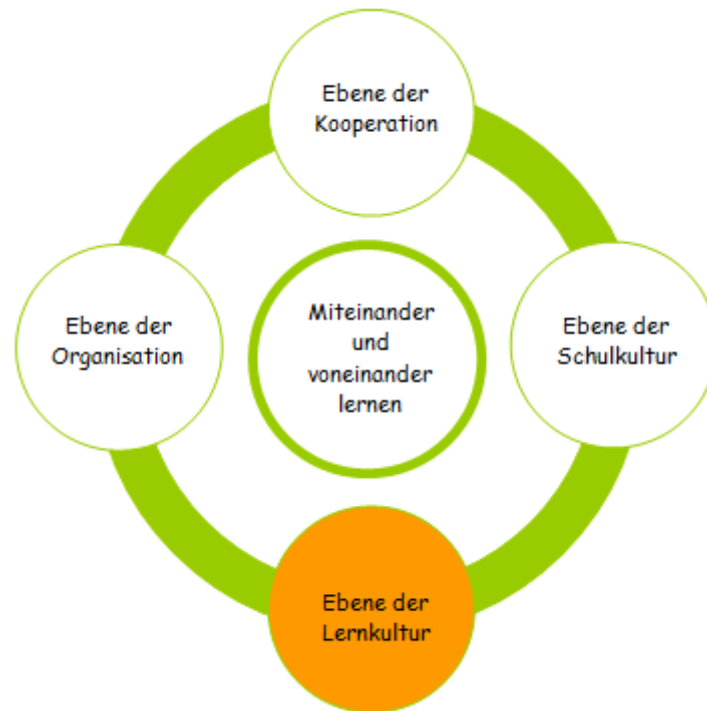 Ebene der
Kooperation
Ebene der
Organisation
Miteinander
und
voneinander
lernen
Ebene der
Schulkultur
Ebene der
Lernkultur